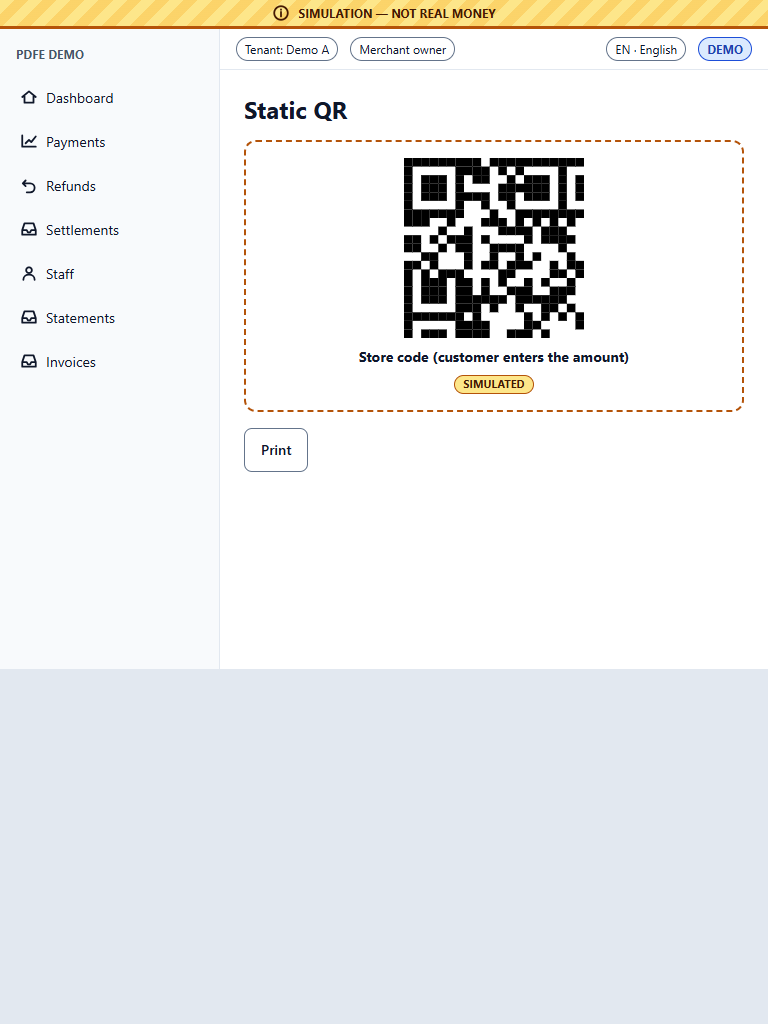 SIMULATION — NOT REAL MONEY
PDFE DEMO
Tenant: Demo A
Merchant owner
EN · English
DEMO
Dashboard
Payments
Refunds
Settlements
Staff
Statements
Invoices
Static QR
Store code (customer enters the amount)
SIMULATED
Print